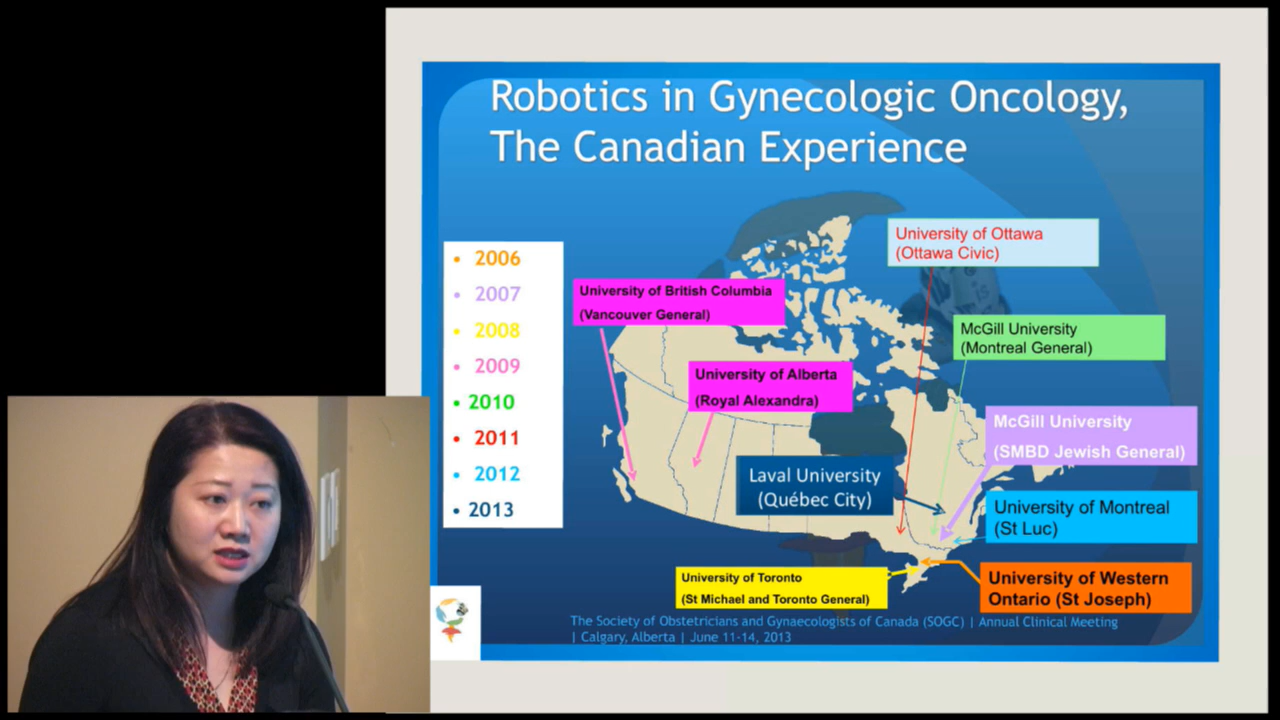 Robotics in Gynecologic Oncology,
The Canadian Experience
• 2006
• 2007
• 2008
• 2009
• 2010
• 2011
• 2012
• 2013
University of British Columbia
(Vancouver General)
University of Alberta
(Royal Alexandra)
University of Ottawa
(Ottawa Civic)
McGill University
(Montreal General)
McGill University
(SMBD Jewish General)
Laval University
(Québec City)
University of Montreal
(St Luc)
University of Toronto
(St Michael and Toronto General)
University of Western
Ontario (St Joseph)
The Society of Obstetricians and Gynaecologists of Canada (SOGC) | Annual Clinical Meeting
| Calgary, Alberta | June 11-14, 2013